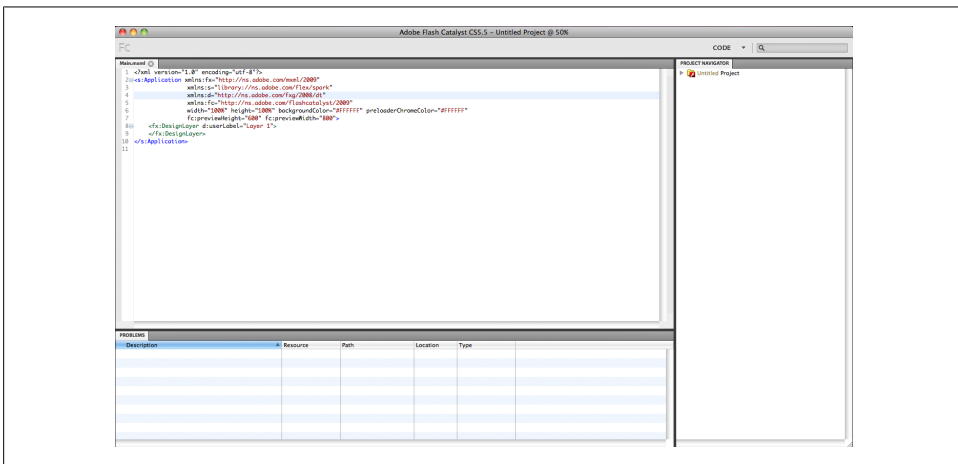 Adobe Flash Catalyst CS5.5 – Untitled Project @ 50%
Fc
CODE
Main.mxml
1 <?xml version="1.0" encoding="utf-8"?>
2 <s:Application xmlns:fx="http://ns.adobe.com/mxml/2009"
3 xmlns:s="library://ns.adobe.com/flex/spark"
4 xmlns:d="http://ns.adobe.com/fxg/2008/dt"
5 xmlns:fc="http://ns.adobe.com/flashcatalyst/2009"
6 width="100%" height="100%" backgroundColor="#FFFFFF" preloaderChromeColor="#FFFFFF"
7 fc:previewHeight="600" fc:previewWidth="800">
8 <fx:DesignLayer d:userLabel="Layer 1">
9 </fx:DesignLayer>
10 </s:Application>
11
PROJECT NAVIGATOR
Untitled Project
PROBLEMS
Description Resource Path Location Type